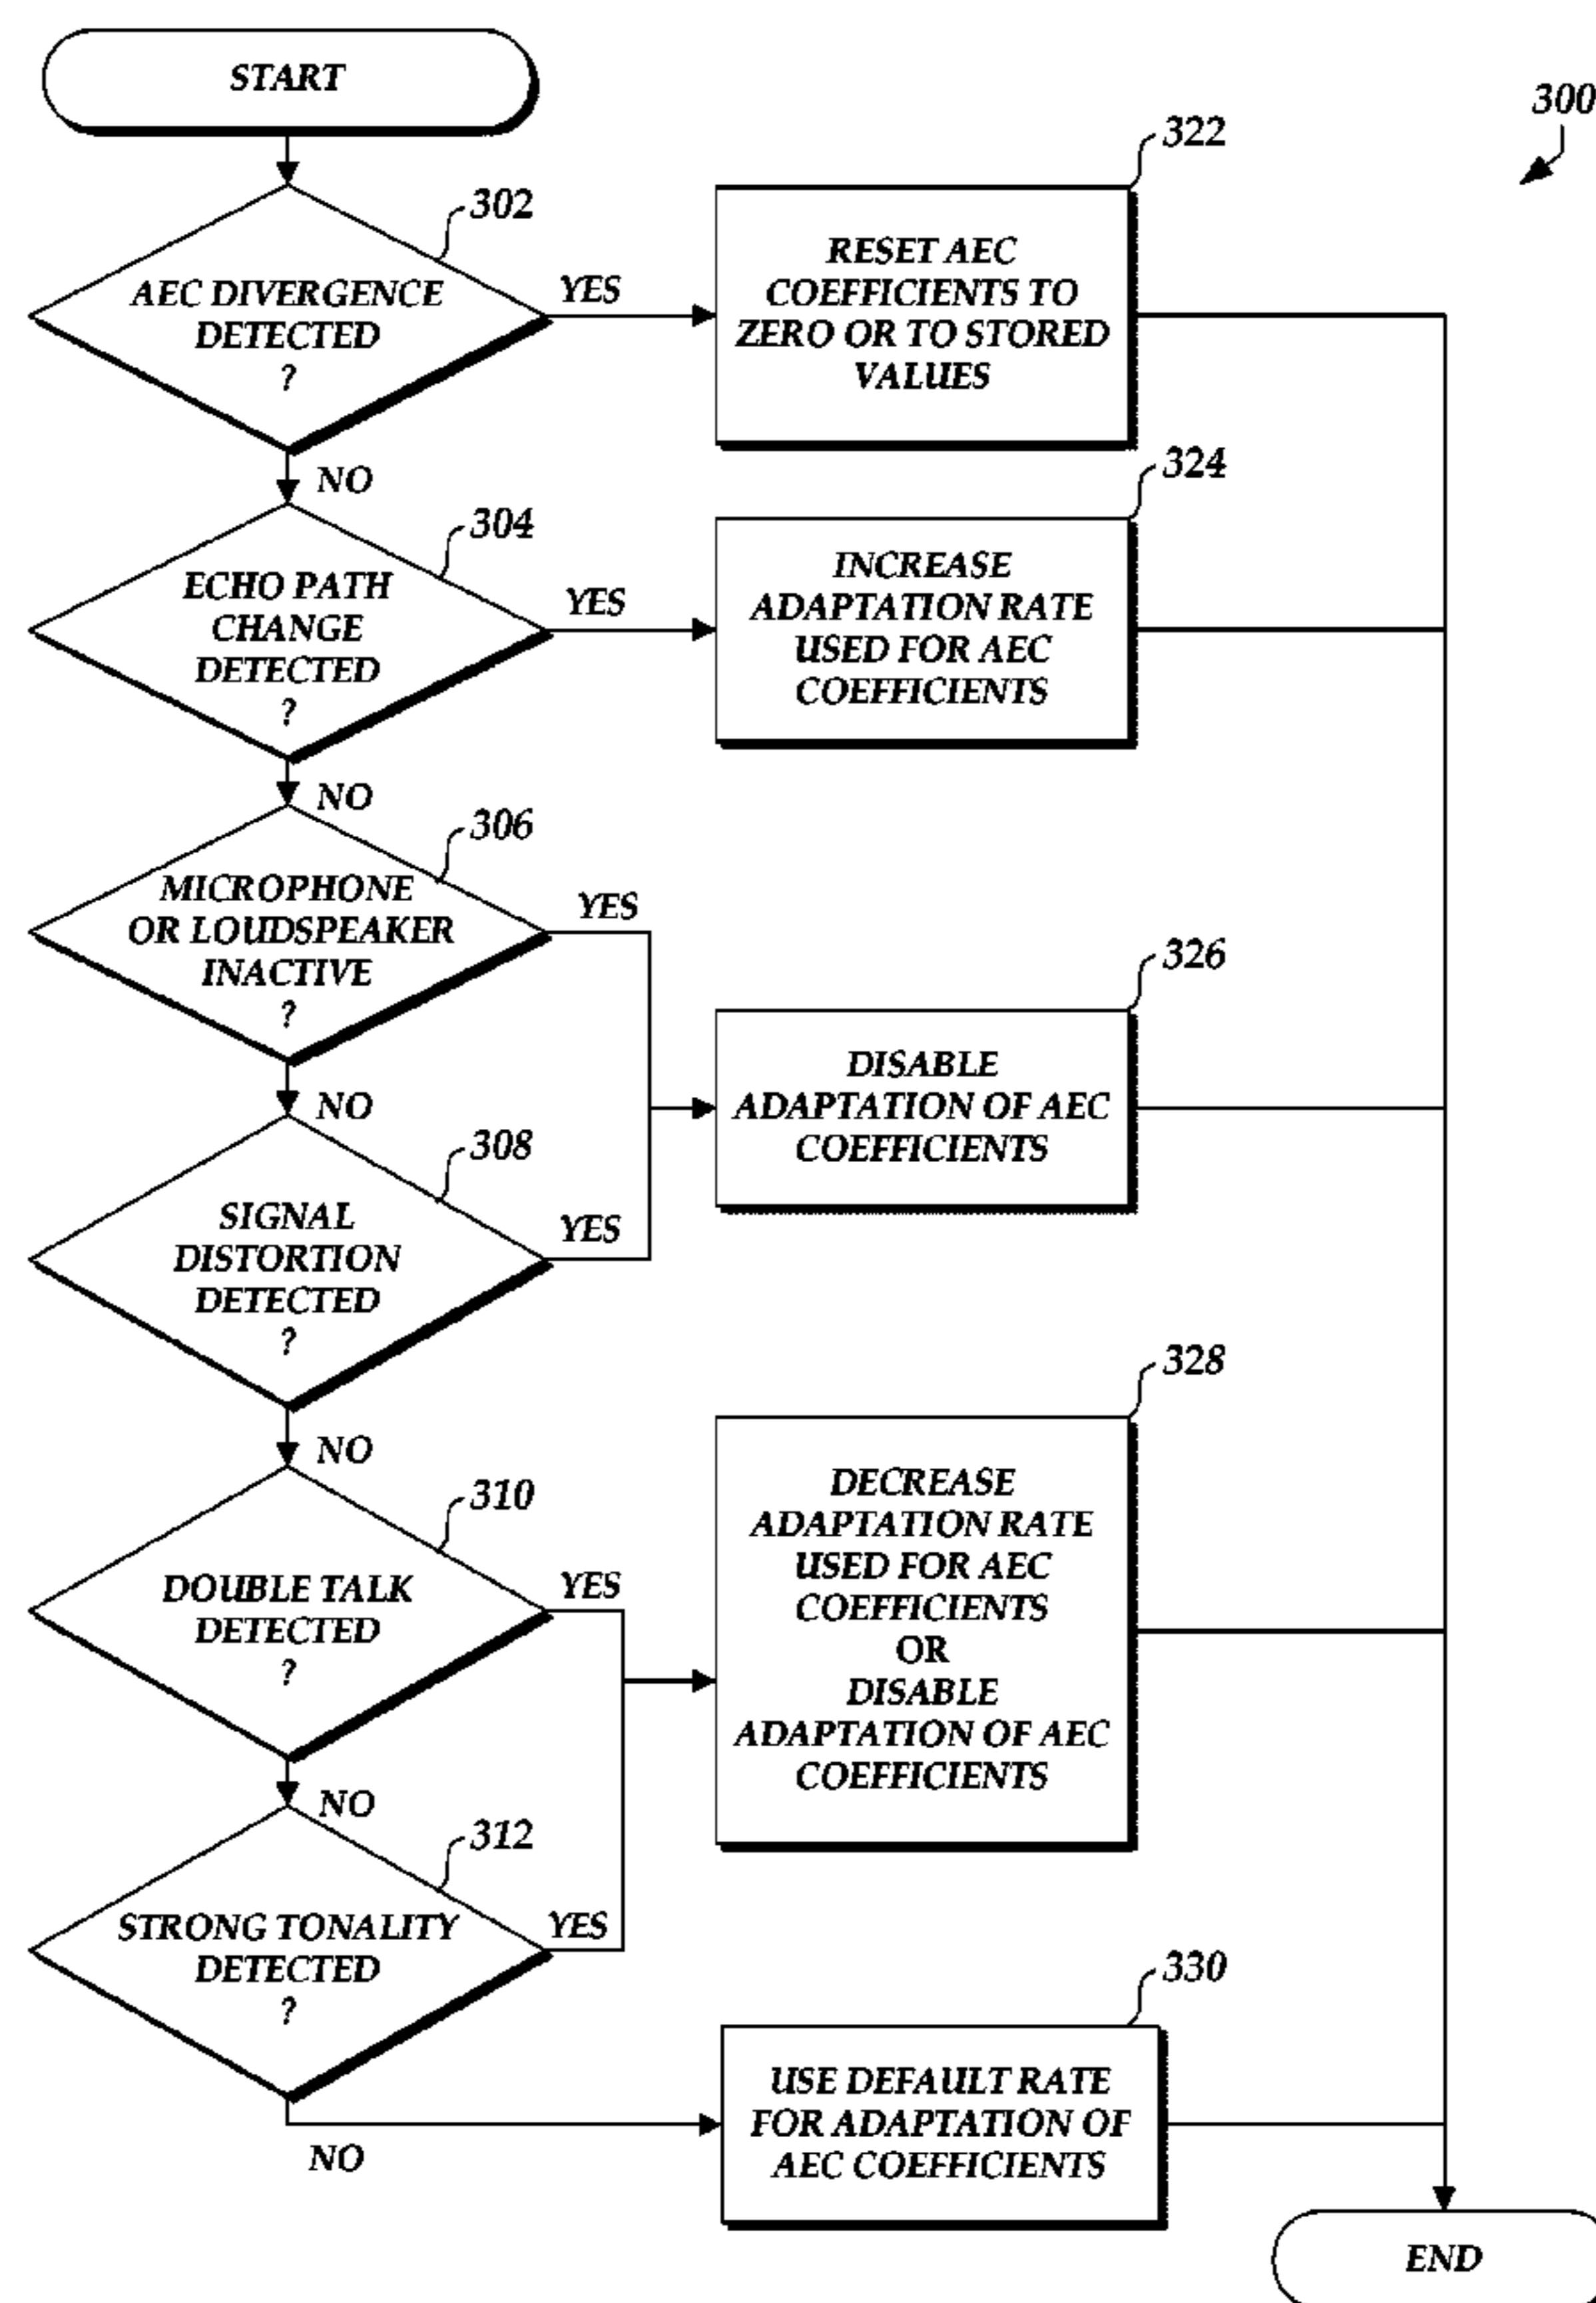 START
300
322
302
AEC DIVERGENCE
DETECTED
?
YES
RESET AEC
COEFFICIENTS TO
ZERO OR TO STORED
VALUES
NO
324
304
ECHO PATH
CHANGE
DETECTED
?
YES
INCREASE
ADAPTATION RATE
USED FOR AEC
COEFFICIENTS
NO
306
MICROPHONE
OR LOUDSPEAKER
INACTIVE
?
YES
326
DISABLE
ADAPTATION OF AEC
COEFFICIENTS
NO
308
SIGNAL
DISTORTION
DETECTED
?
YES
328
NO
310
DOUBLE TALK
DETECTED
?
YES
DECREASE
ADAPTATION RATE
USED FOR AEC
COEFFICIENTS
OR
DISABLE
ADAPTATION OF AEC
COEFFICIENTS
NO
312
STRONG TONALITY
DETECTED
?
YES
330
USE DEFAULT RATE
FOR ADAPTATION OF
AEC COEFFICIENTS
NO
END